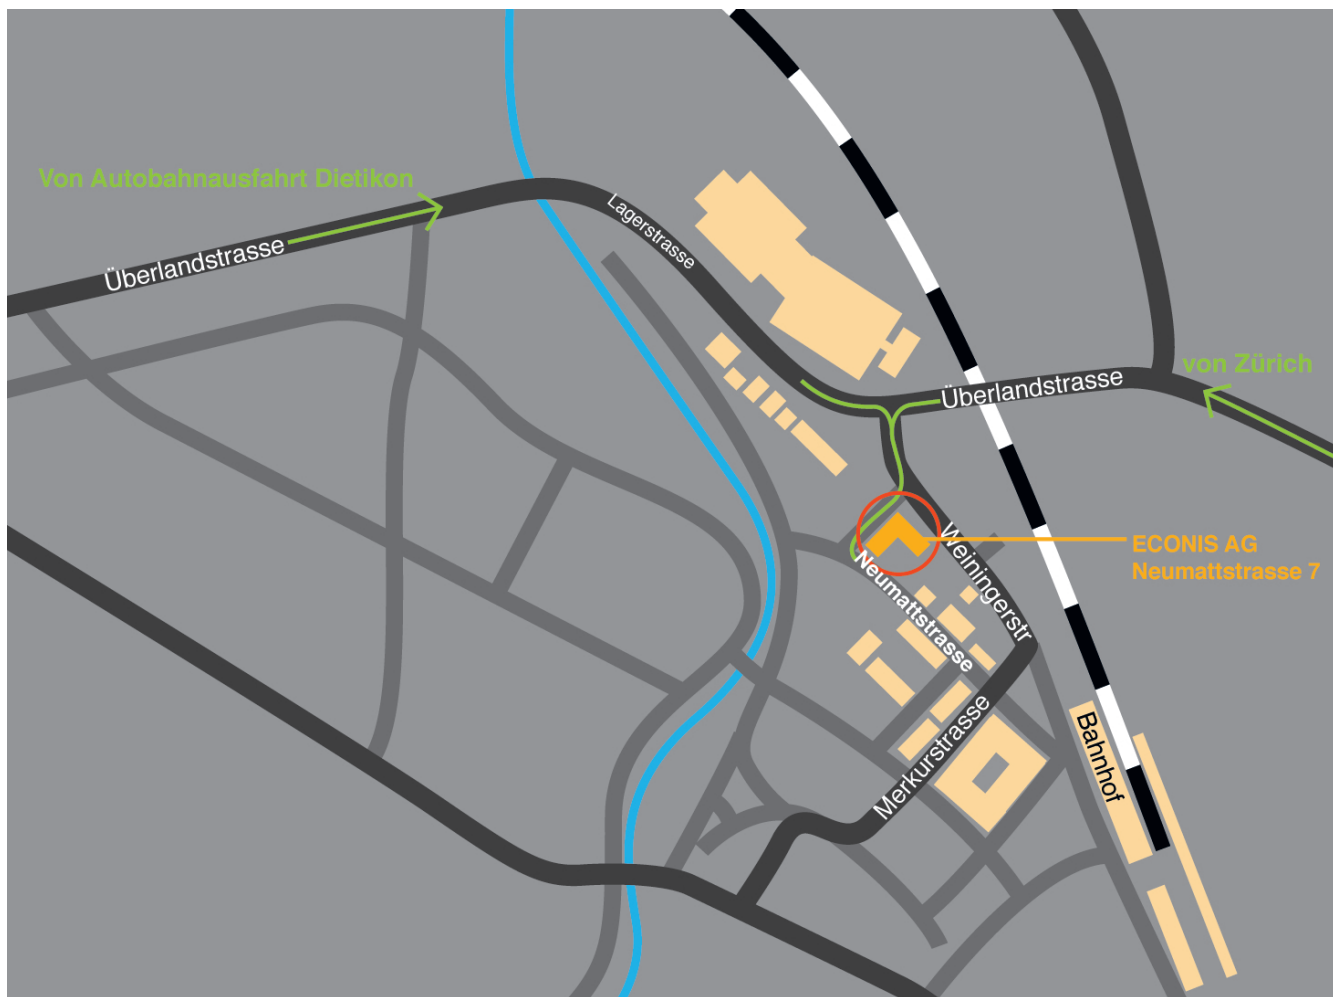 Von Autobahnausfahrt Dietikon
Überlandstrasse
Lagerstrasse
von Zürich
Überlandstrasse
ECONIS AG
Neumattstrasse 7
Weiningerstr
Neumattstrasse
Merkurstrasse
Bahnhof